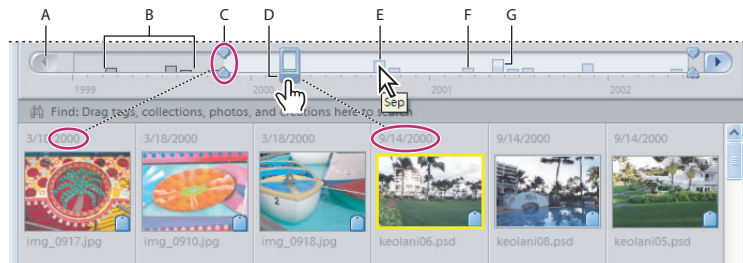 A B C D E F G
1999 2000 2001 2002
Sep
Find: Drag tags, collections, photos, and creations here to search
3/18/2000 3/18/2000 3/18/2000 9/14/2000 9/14/2000 9/14/2000
2
img_0917.jpg img_0910.jpg img_0918.jpg keolani06.psd keolani08.psd keolani05.psd